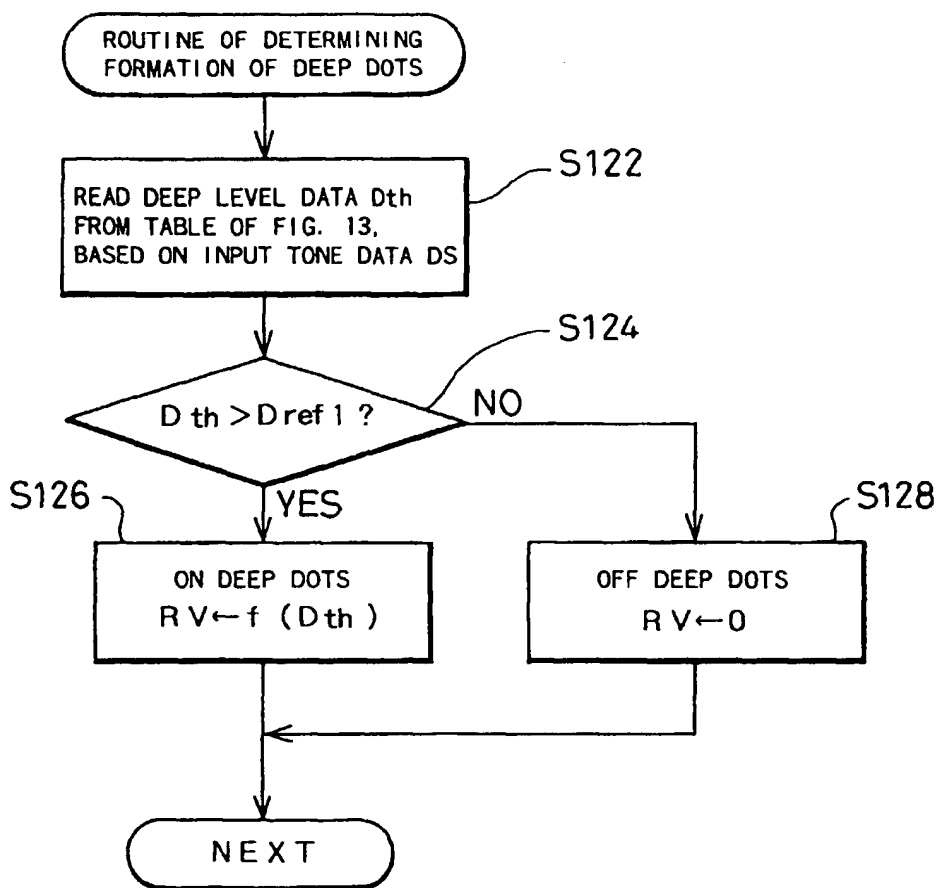 ROUTINE OF DETERMINING
FORMATION OF DEEP DOTS
S122
READ DEEP LEVEL DATA Dth
FROM TABLE OF FIG. 13,
BASED ON INPUT TONE DATA DS
S124
Dth>Dref1?
NO
S126
YES
S128
ON DEEP DOTS
RV←f (Dth)
OFF DEEP DOTS
RV←0
NEXT